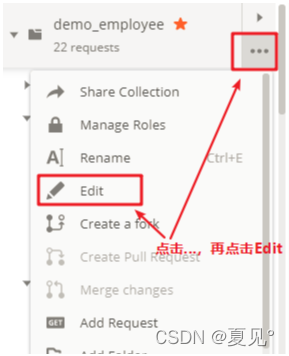 demo_employee
22 requests
Share Collection
Manage Roles
Rename Ctrl+E
Edit
Create a fork
点击...，再点击Edit
Create Pull Request
Merge changes
GET Add Request
CSDN @夏见°
Add Folder